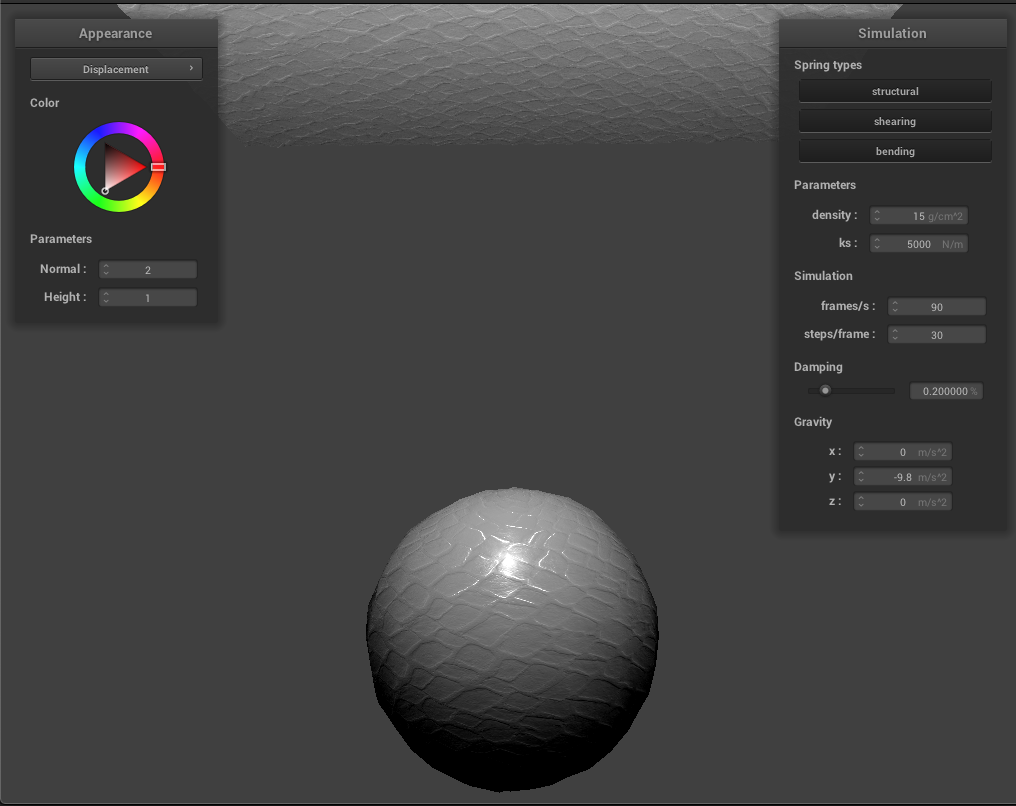 Appearance
Displacement
Color
Parameters
Normal : 2
Height : 1
Simulation
Spring types
structural
shearing
bending
Parameters
density : 15 g/cm^2
ks : 5000 N/m
Simulation
frames/s : 90
steps/frame : 30
Damping
0.200000 %
Gravity
x : 0 m/s^2
y : -9.8 m/s^2
z : 0 m/s^2